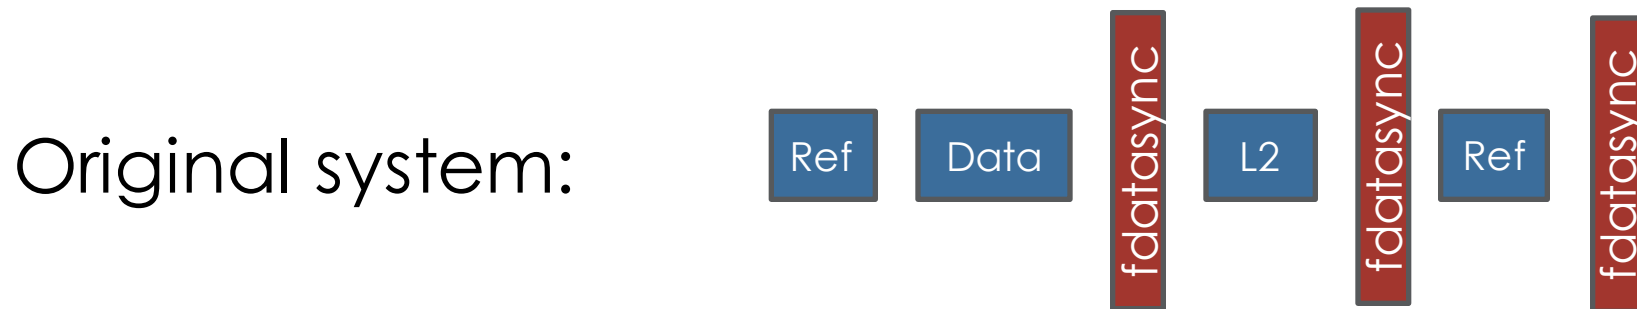 Original system:
Ref
Data
fdatasync
L2
fdatasync
Ref
fdatasync